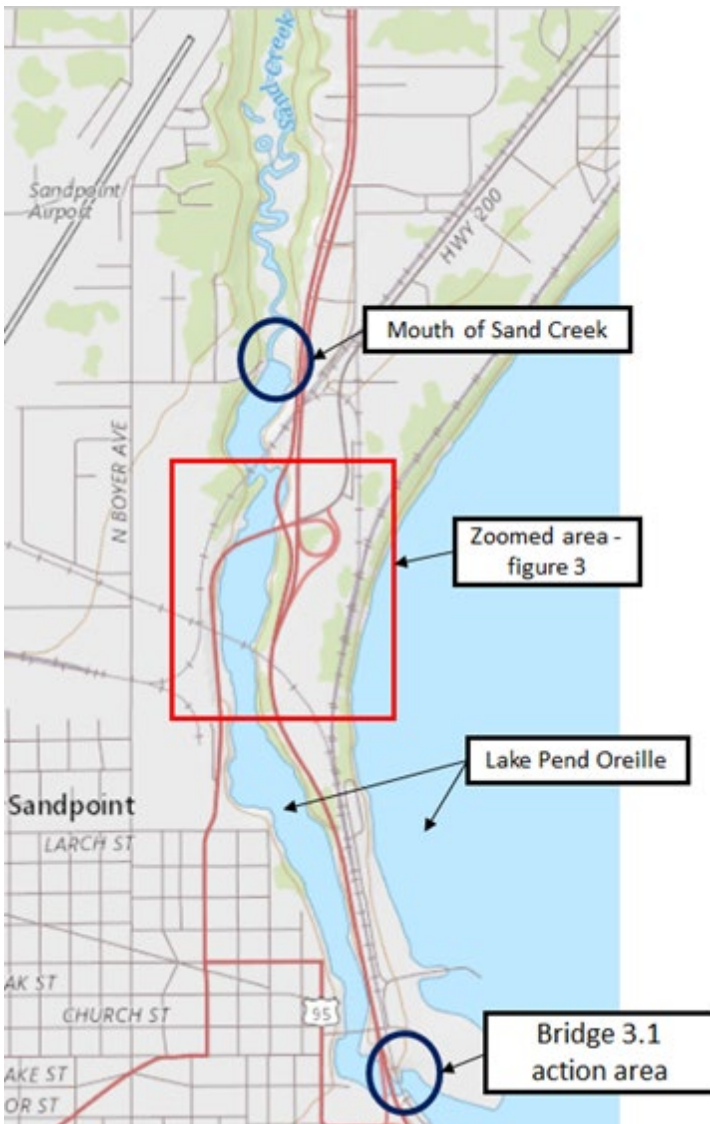 Sand Creek
Sandpoint
Airport
HWY 200
Mouth of Sand Creek
N BOYER AVE
Zoomed area -
figure 3
Lake Pend Oreille
Sandpoint
LARCH ST
AK ST
95
CHURCH ST
Bridge 3.1
action area
AKE ST
OR ST